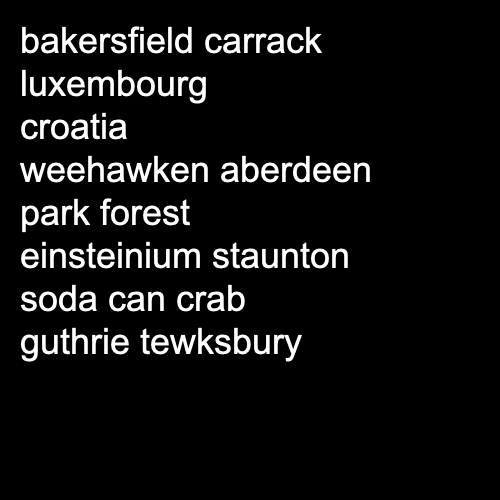 bakersfield carrack
luxembourg
croatia
weehawken aberdeen
park forest
einsteinium staunton
soda can crab
guthrie tewksbury